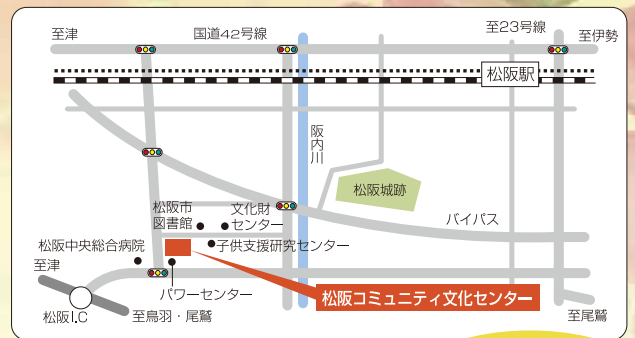 至津
国道42号線
至23号線
至伊勢
松阪駅
阪内川
松阪城跡
松阪市
図書館
文化財
センター
バイパス
松阪中央総合病院
子供支援研究センター
至津
パワーセンター
松阪コミュニティ文化センター
松阪I.C
至鳥羽・尾鷲
至尾鷲